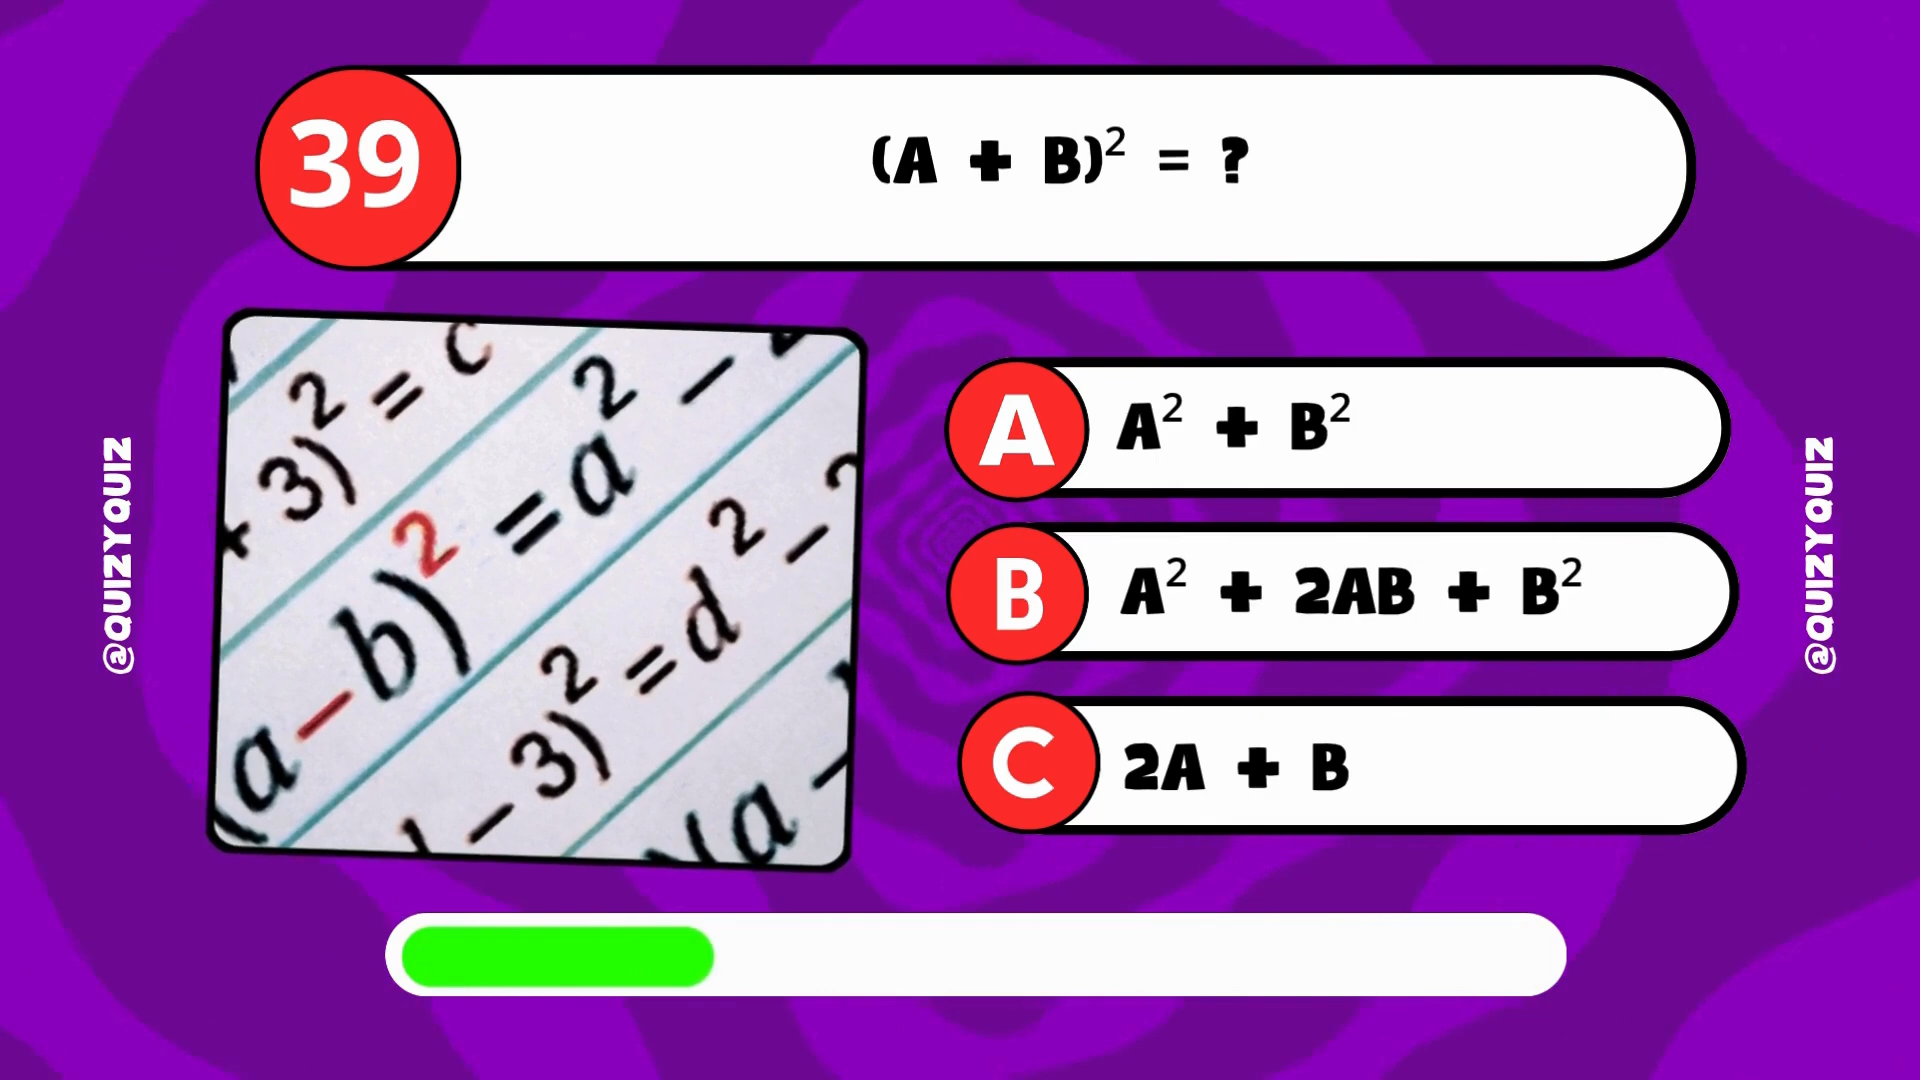 39
(A + B)² = ?
+ 3)² = c
(a-b)² = a² -
- 3)² = d² -
(a -
A
A² + B²
B
A² + 2AB + B²
C
2A + B
@QUIZYQUIZ
@QUIZYQUIZ